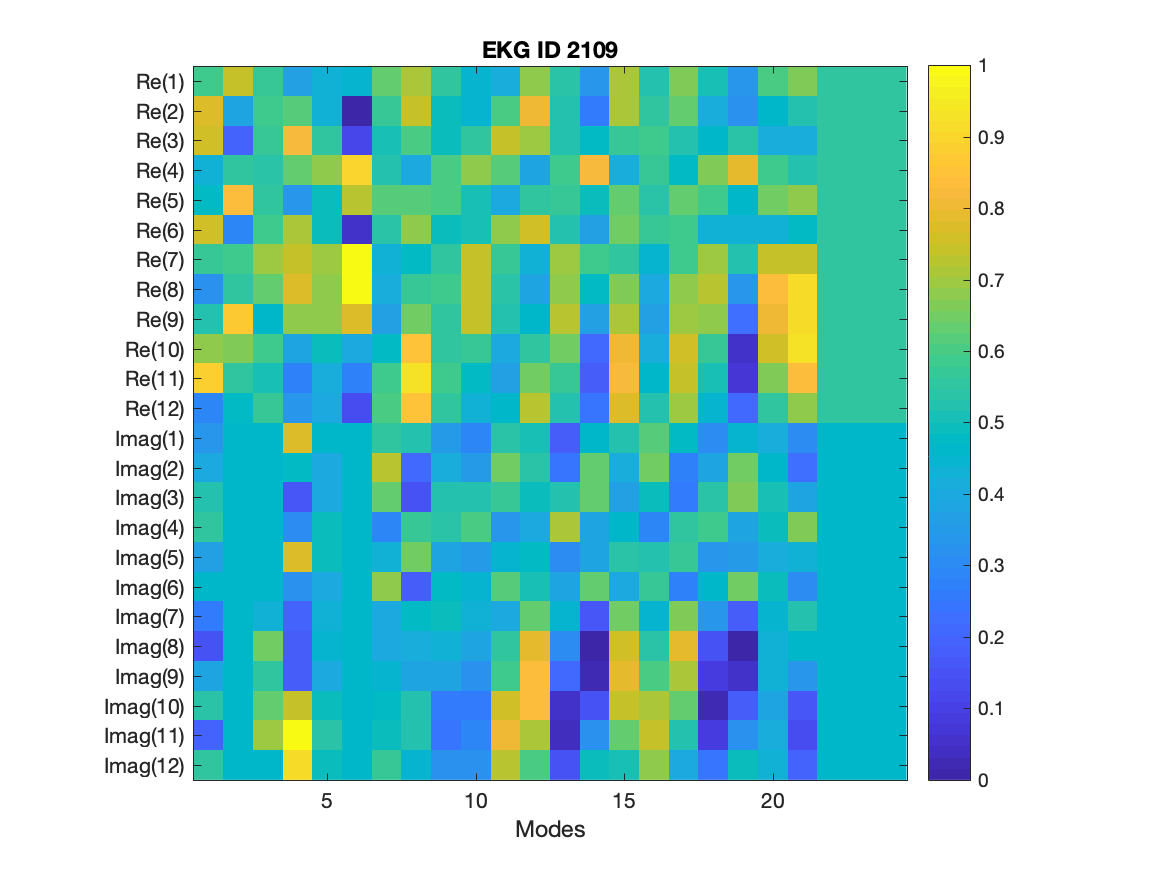 EKG ID 2109
Re(1)
Re(2)
Re(3)
Re(4)
Re(5)
Re(6)
Re(7)
Re(8)
Re(9)
Re(10)
Re(11)
Re(12)
Imag(1)
Imag(2)
Imag(3)
Imag(4)
Imag(5)
Imag(6)
Imag(7)
Imag(8)
Imag(9)
Imag(10)
Imag(11)
Imag(12)
5 10 15 20
Modes
1
0.9
0.8
0.7
0.6
0.5
0.4
0.3
0.2
0.1
0